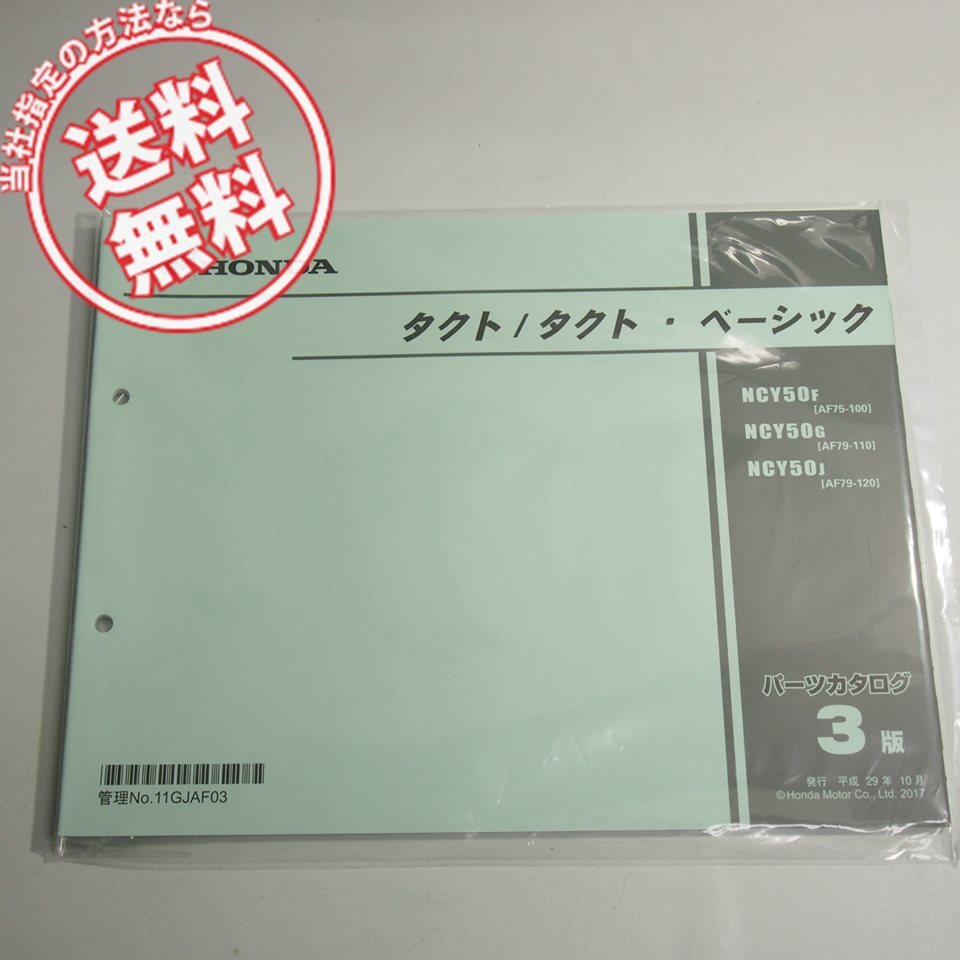 当社指定の方法なら
送料
無料
HONDA
タクト / タクト ・ ベーシック
NCY50F
[AF75-100]
NCY50G
[AF79-110]
NCY50J
[AF79-120]
パーツカタログ
3 版
発行 平成 29 年 10 月
©Honda Motor Co., Ltd. 2017
管理No.11GJAF03